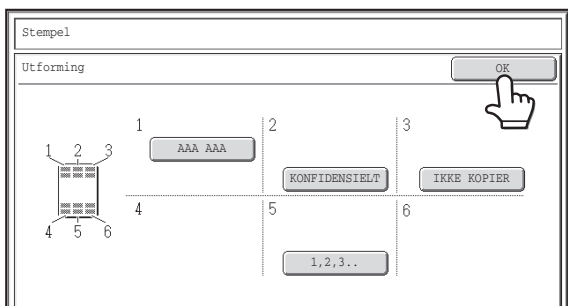 Stempel
Utforming
OK
1 2 3
1 2 3
AAA AAA
KONFIDENSIELT
IKKE KOPIER
4 5 6
4 5 6
1,2,3..